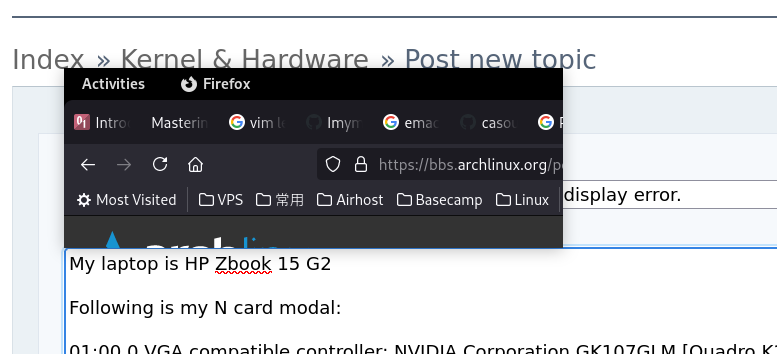 Index » Kernel & Hardware » Post new topic
Activities Firefox
Intro Masterin vim le Imym emac casou
https://bbs.archlinux.org/p
display error.
Most Visited VPS 常用 Airhost Basecamp Linux
My laptop is HP Zbook 15 G2
Following is my N card modal:
01:00.0 VGA compatible controller: NVIDIA Corporation GK107GLM [Quadro K